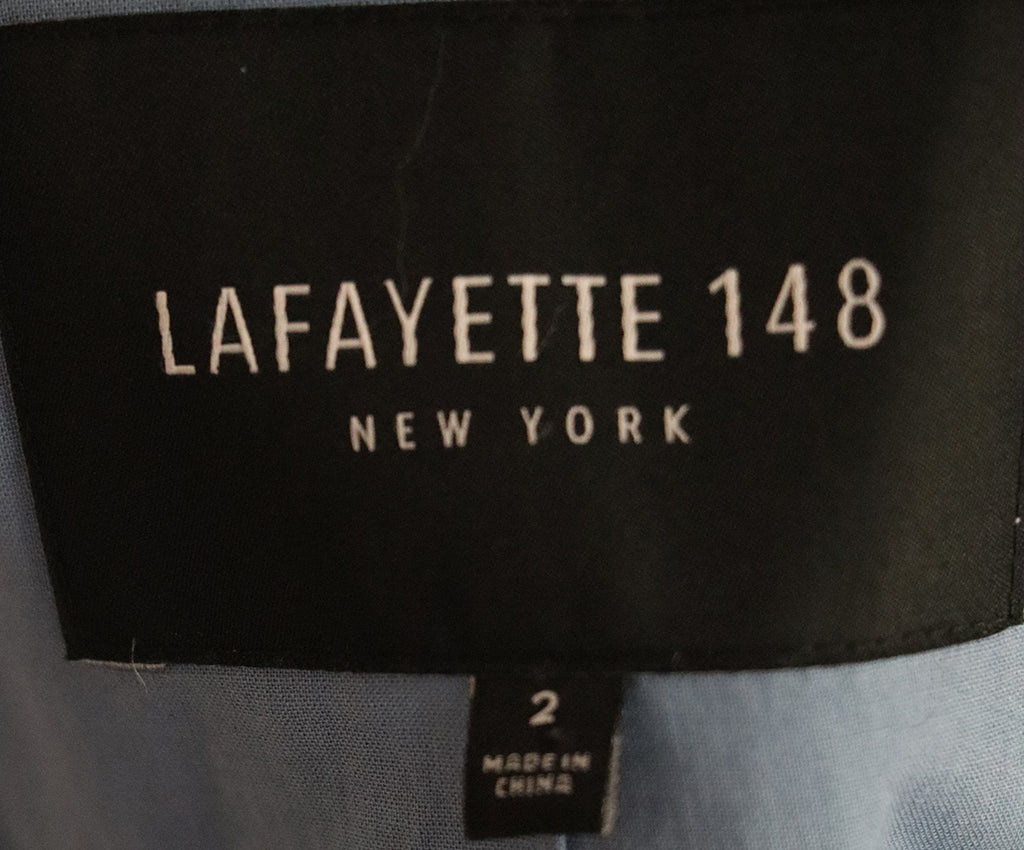 LAFAYETTE 148
NEW YORK
2
MADE IN
CHINA